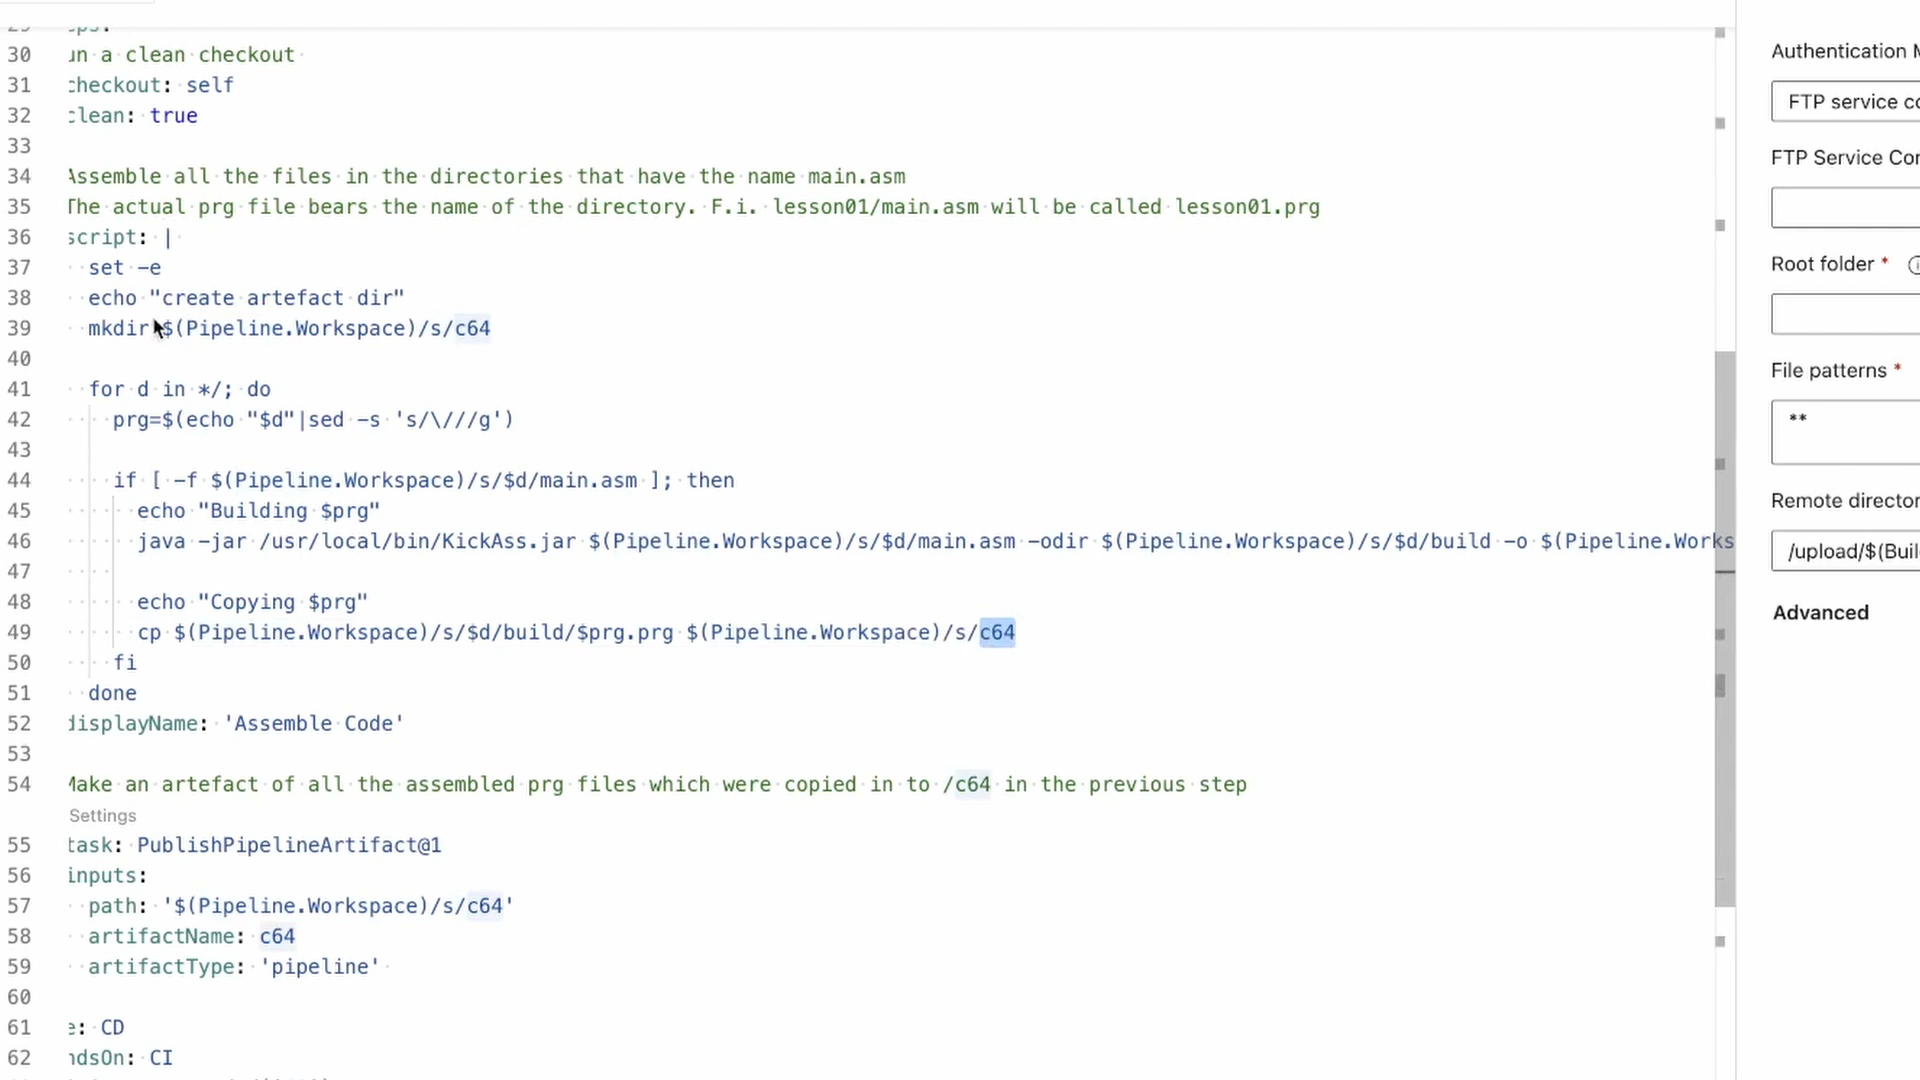 30 un a clean checkout
31 checkout: self
32 clean: true
33
34 Assemble all the files in the directories that have the name main.asm
35 The actual prg file bears the name of the directory. F.i. lesson01/main.asm will be called lesson01.prg
36 script: |
37 set -e
38 echo "create artefact dir"
39 mkdir $(Pipeline.Workspace)/s/c64
40
41 for d in */; do
42 prg=$(echo "$d"|sed -s 's/\///g')
43
44 if [ -f $(Pipeline.Workspace)/s/$d/main.asm ]; then
45 echo "Building $prg"
46 java -jar /usr/local/bin/KickAss.jar $(Pipeline.Workspace)/s/$d/main.asm -odir $(Pipeline.Workspace)/s/$d/build -o $(Pipeline.Works
47
48 echo "Copying $prg"
49 cp $(Pipeline.Workspace)/s/$d/build/$prg.prg $(Pipeline.Workspace)/s/c64
50 fi
51 done
52 displayName: 'Assemble Code'
53
54 Make an artefact of all the assembled prg files which were copied in to /c64 in the previous step
Settings
55 task: PublishPipelineArtifact@1
56 inputs:
57 path: '$(Pipeline.Workspace)/s/c64'
58 artifactName: c64
59 artifactType: 'pipeline'
60
61 e: CD
62 ndsOn: CI
Authentication M
FTP service co
FTP Service Con
Root folder *
File patterns *
**
Remote director
/upload/$(Buil
Advanced